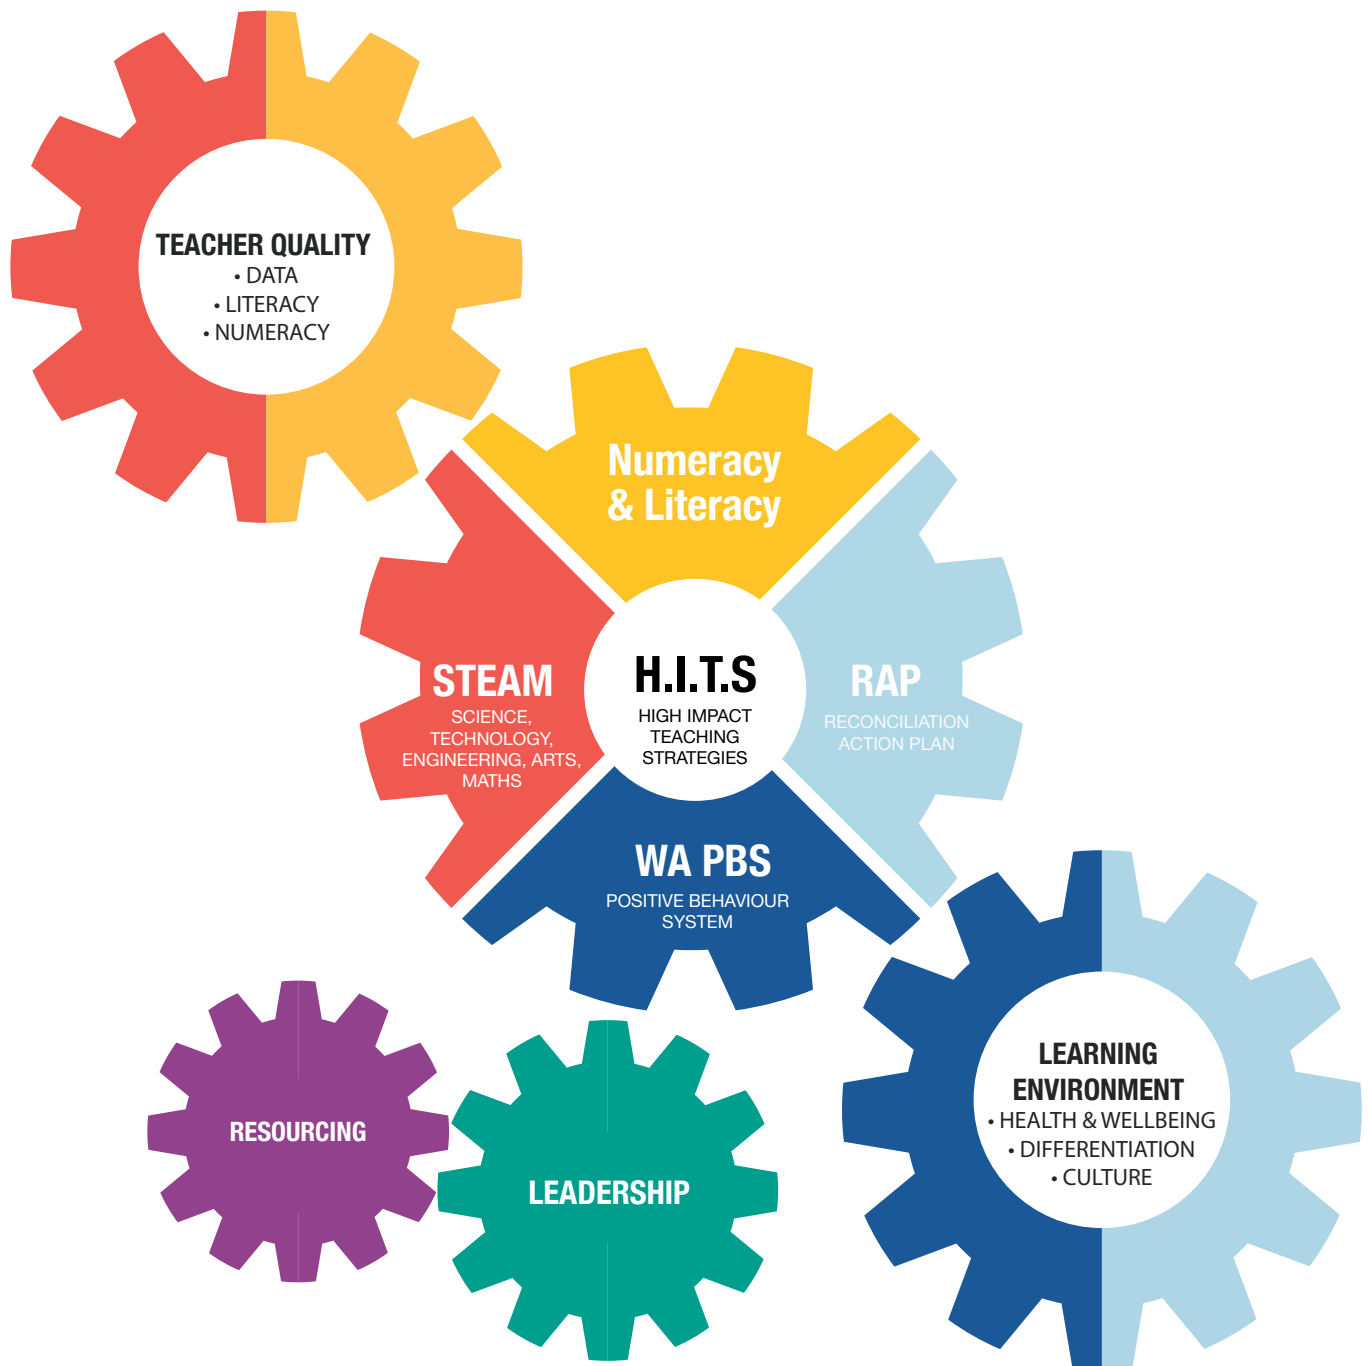 TEACHER QUALITY
• DATA
• LITERACY
• NUMERACY
Numeracy
& Literacy
STEAM
SCIENCE,
TECHNOLOGY,
ENGINEERING, ARTS,
MATHS
H.I.T.S
HIGH IMPACT
TEACHING
STRATEGIES
RAP
RECONCILIATION
ACTION PLAN
WA PBS
POSITIVE BEHAVIOUR
SYSTEM
RESOURCING
LEADERSHIP
LEARNING
ENVIRONMENT
• HEALTH & WELLBEING
• DIFFERENTIATION
• CULTURE